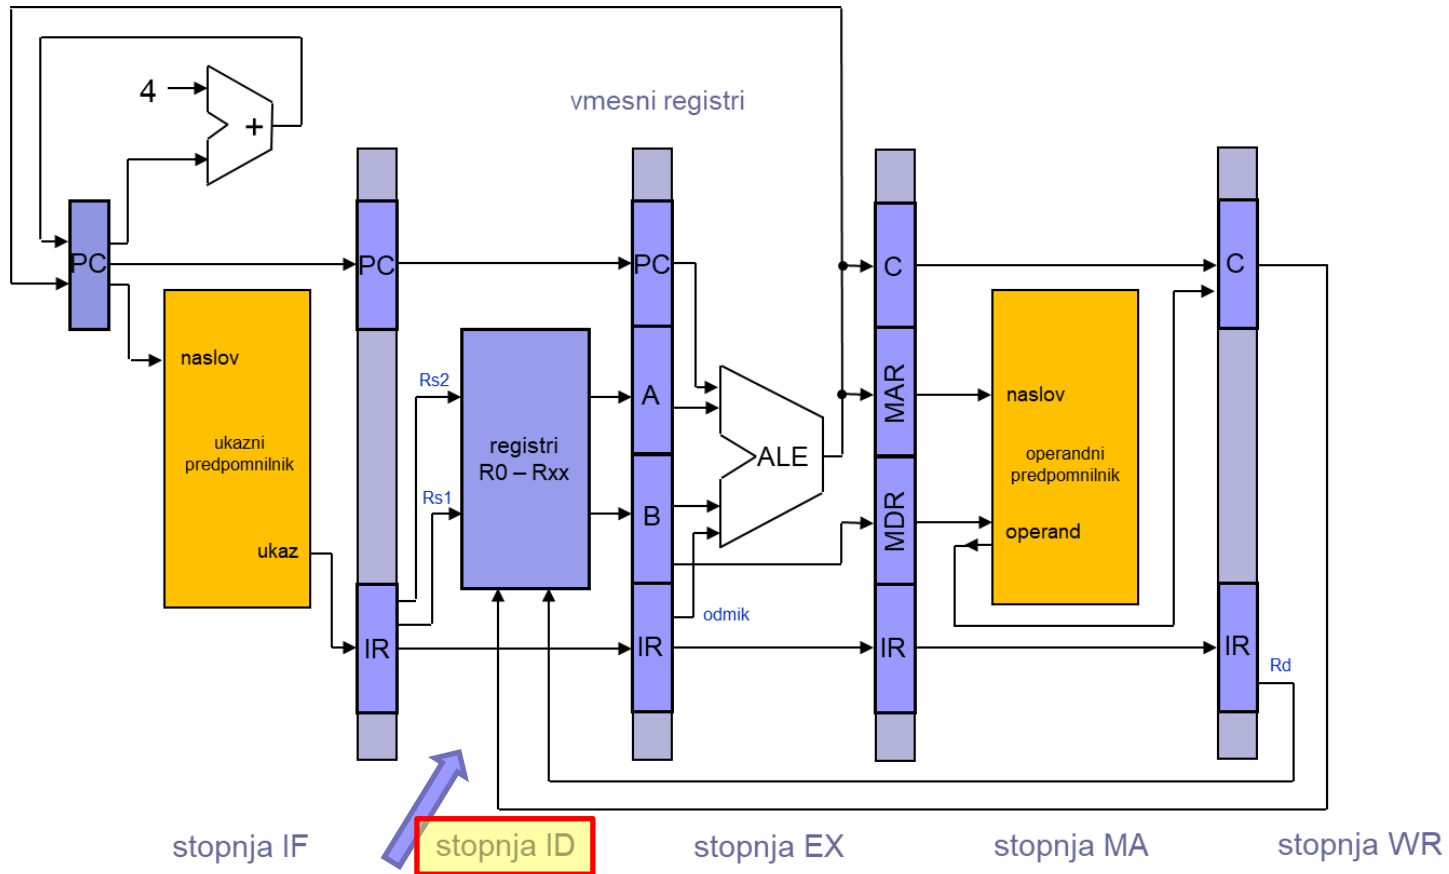 4
+
vmesni registri
PC
PC
PC
C
C
naslov
ukazni
predpomnilnik
ukaz
Rs2
Rs1
registri
R0 – Rxx
A
B
ALE
MAR
MDR
naslov
operandni
predpomnilnik
operand
odmik
IR
IR
IR
IR
Rd
stopnja IF
stopnja ID
stopnja EX
stopnja MA
stopnja WR